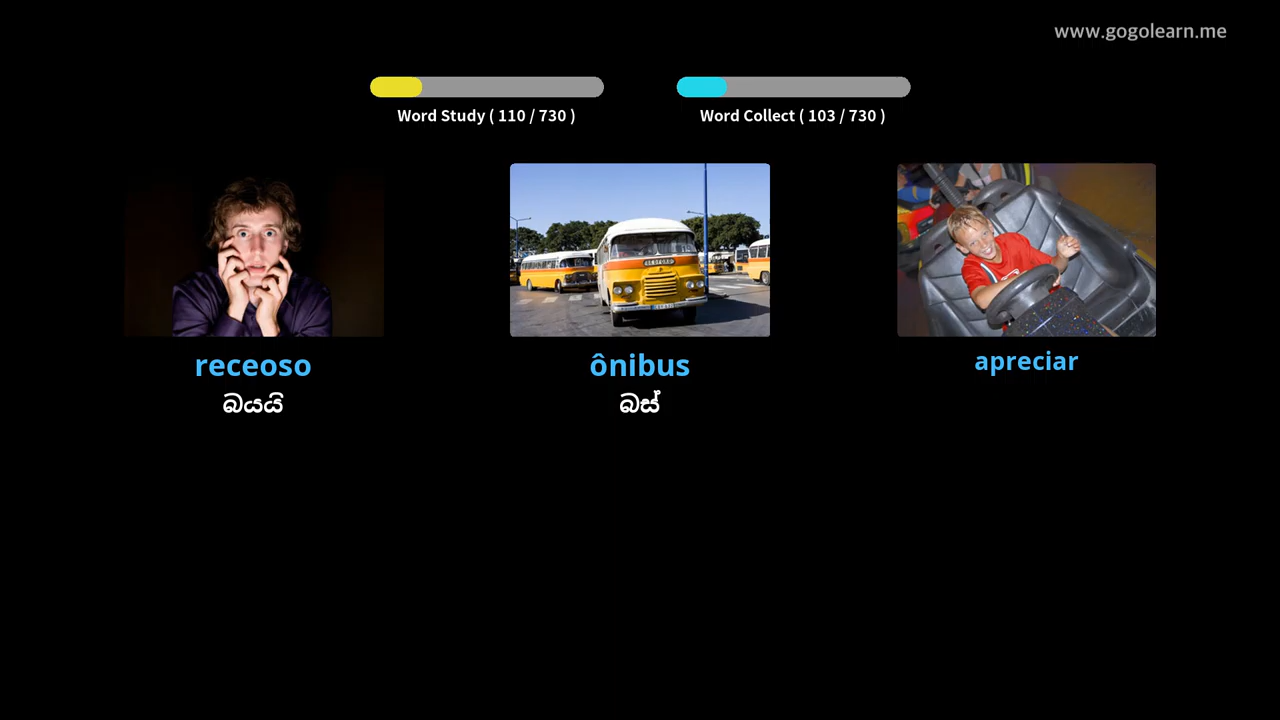 www.gogolearn.me
Word Study ( 110 / 730 )
Word Collect ( 103 / 730 )
receoso
ônibus
apreciar
බයයි
බස්